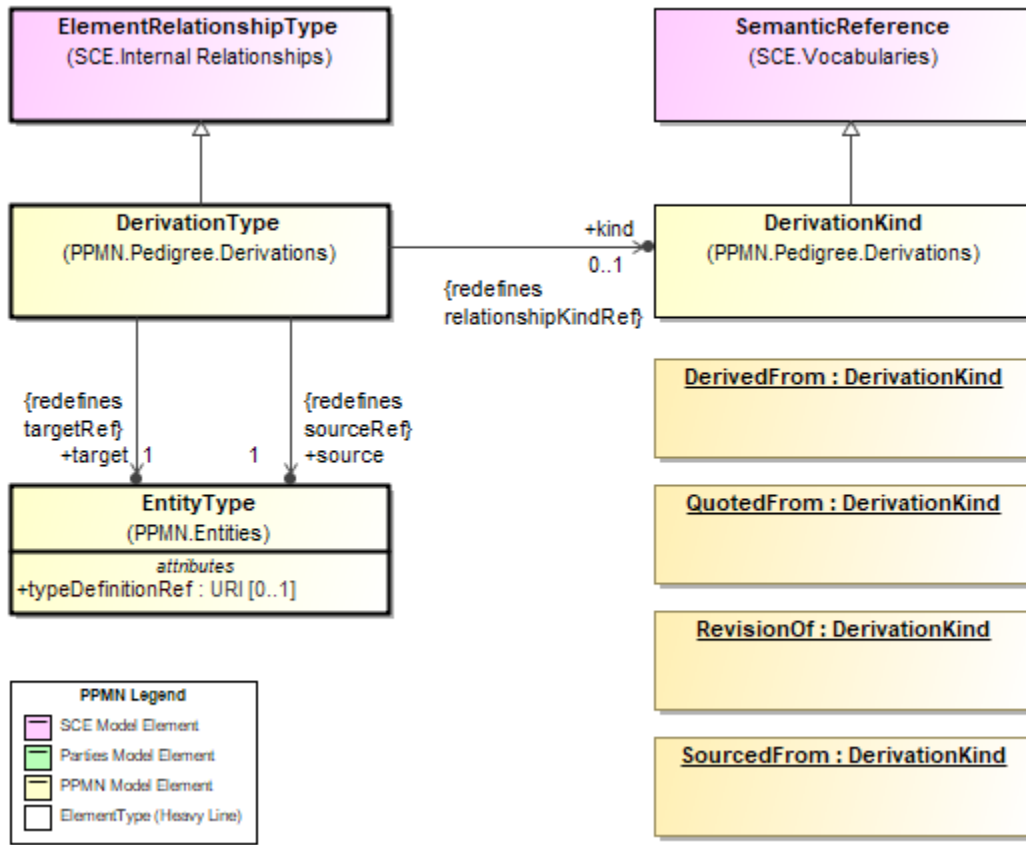 ElementRelationshipType
(SCE.Internal Relationships)
SemanticReference
(SCE.Vocabularies)
DerivationType
(PPMN.Pedigree.Derivations)
+kind
0..1
{redefines
relationshipKindRef}
DerivationKind
(PPMN.Pedigree.Derivations)
{redefines
targetRef}
+target 1
{redefines
sourceRef}
1 +source
EntityType
(PPMN.Entities)
attributes
+typeDefinitionRef : URI [0..1]
DerivedFrom : DerivationKind
QuotedFrom : DerivationKind
RevisionOf : DerivationKind
SourcedFrom : DerivationKind
PPMN Legend
SCE Model Element
Parties Model Element
PPMN Model Element
ElementType (Heavy Line)